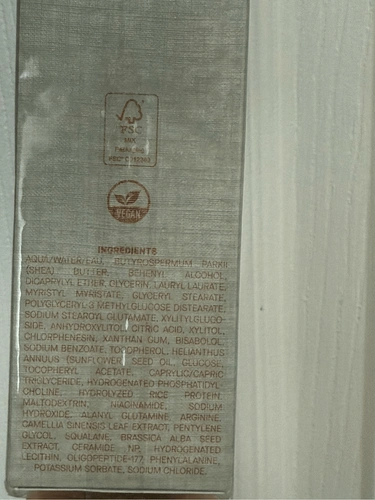 FSC
MIX
Packaging
VEGAN
INGREDIENTS
AQUA/WATER/EAU, BUTYROSPERMUM PARKII
(SHEA) BUTTER, BEHENYL ALCOHOL,
DICAPRYLYL ETHER, GLYCERIN, LAURYL LAURATE,
MYRISTYL MYRISTATE, GLYCERYL STEARATE,
POLYGLYCERYL-3 METHYLGLUCOSE DISTEARATE,
SODIUM STEAROYL GLUTAMATE, XYLITYLGLUCO-
SIDE, ANHYDROXYLITOL, CITRIC ACID, XYLITOL,
CHLORPHENESIN, XANTHAN GUM, BISABOLOL,
SODIUM BENZOATE, TOCOPHEROL, HELIANTHUS
ANNUUS (SUNFLOWER) SEED OIL, GLUCOSE,
TOCOPHERYL ACETATE, CAPRYLIC/CAPRIC
TRIGLYCERIDE, HYDROGENATED PHOSPHATIDYL-
CHOLINE, HYDROLYZED RICE PROTEIN,
MALTODEXTRIN, NIACINAMIDE, SODIUM
HYDROXIDE, ALANYL GLUTAMINE, ARGININE,
CAMELLIA SINENSIS LEAF EXTRACT, PENTYLENE
GLYCOL, SQUALANE, BRASSICA ALBA SEED
EXTRACT, CERAMIDE NP, HYDROGENATED
LECITHIN, OLIGOPEPTIDE-177, PHENYLALANINE,
POTASSIUM SORBATE, SODIUM CHLORIDE.